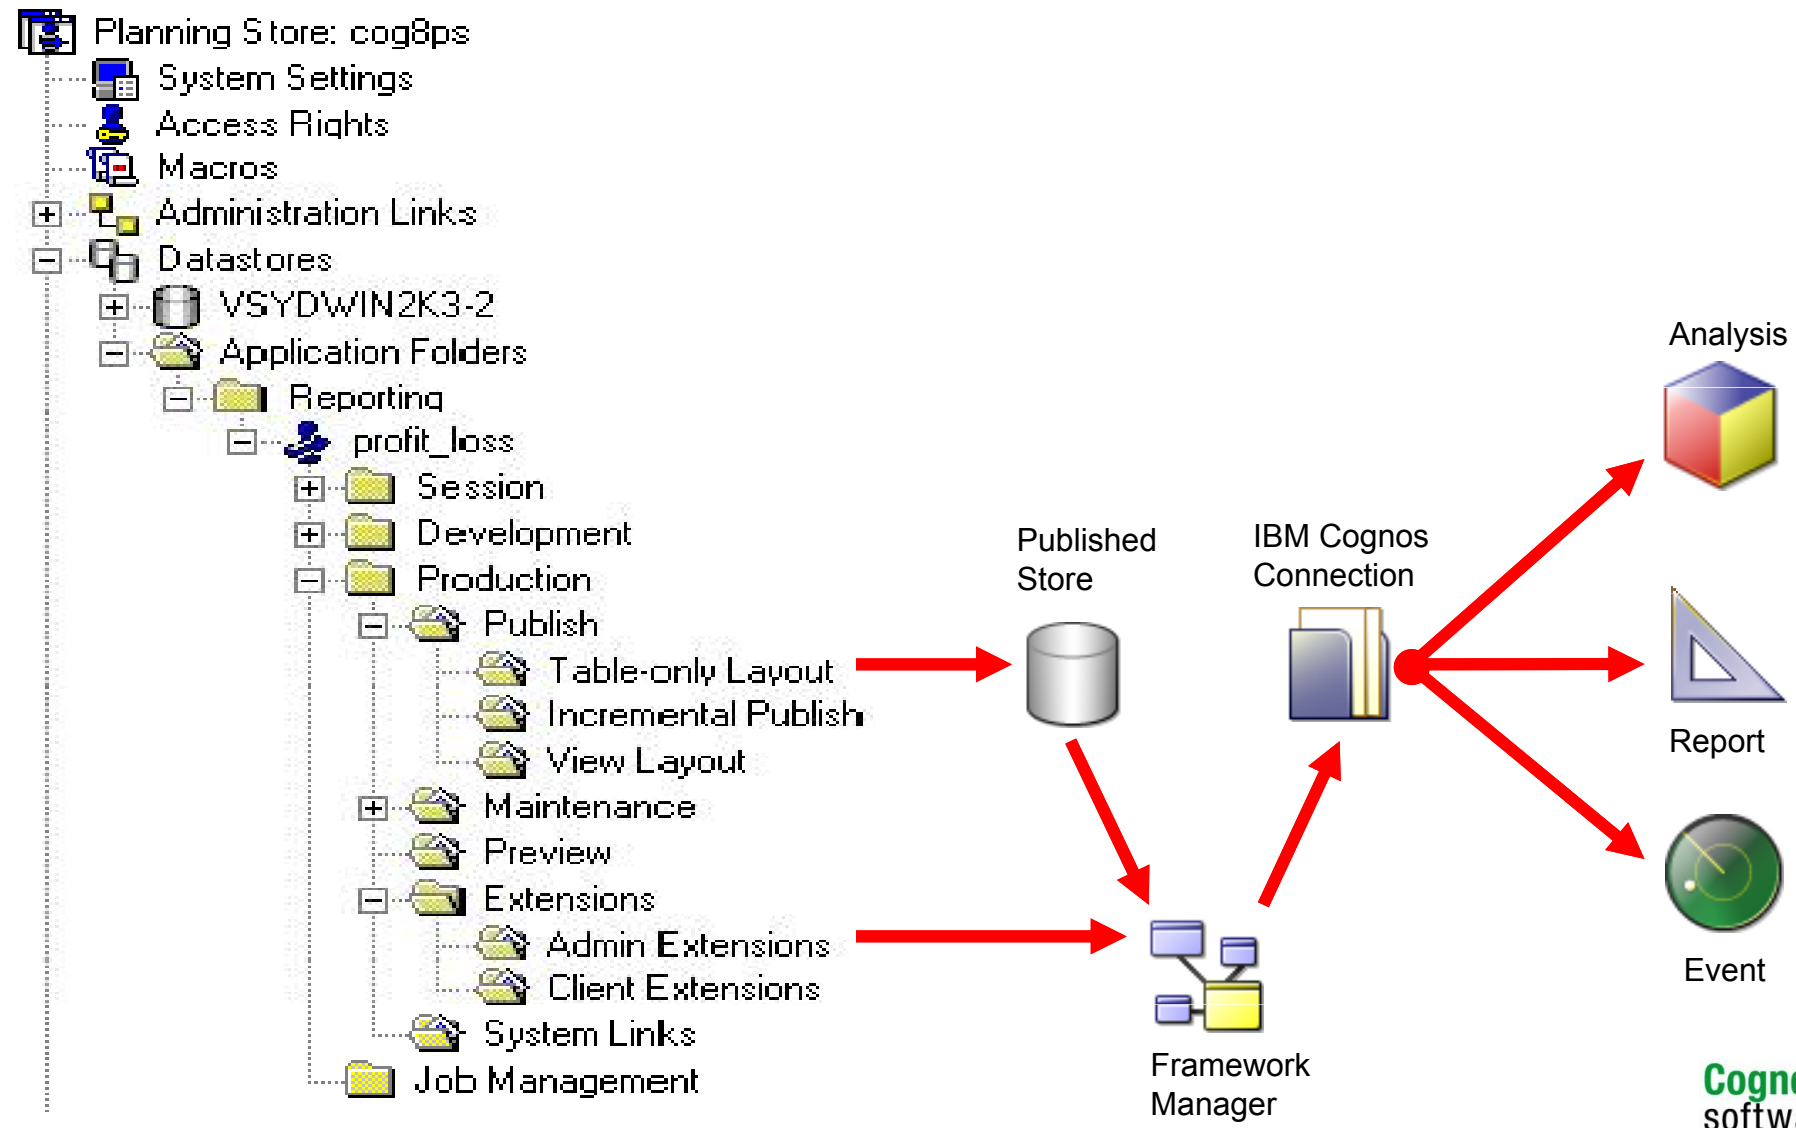 Planning Store: cog8ps
System Settings
Access Rights
Macros
Administration Links
Datastores
VSYDWIN2K3-2
Application Folders
Reporting
profit_loss
Session
Development
Production
Publish
Table-only Layout
Incremental Publish
View Layout
Maintenance
Preview
Extensions
Admin Extensions
Client Extensions
System Links
Job Management
Published
Store
IBM Cognos
Connection
Framework
Manager
Analysis
Report
Event